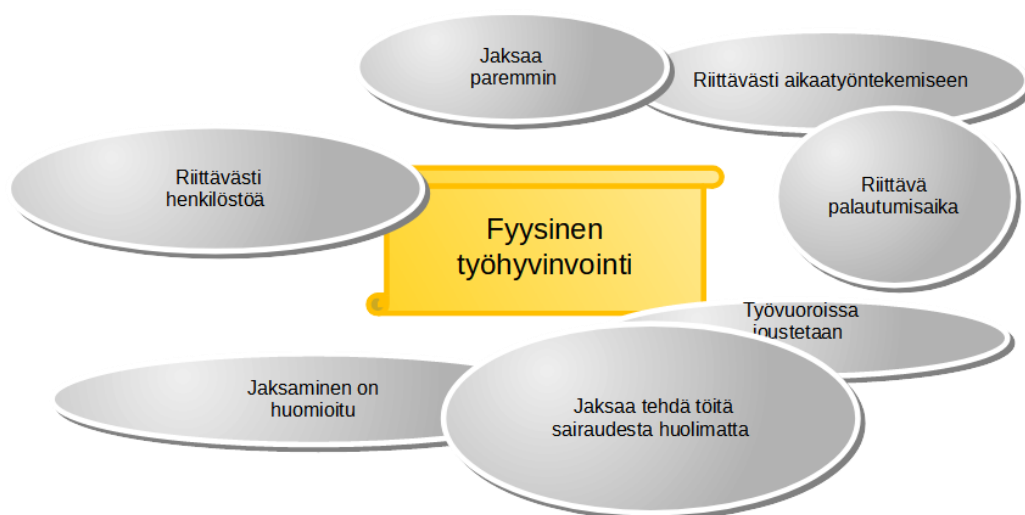 Jaksaa
paremmin
Riittävästi aikaatyöntekemiseen
Riittävästi
henkilöstöä
Riittävä
palautumisaika
Fyysinen
työhyvinvointi
Työvuoroissa
joustetaan
Jaksaminen on
huomioitu
Jaksaa tehdä töitä
sairaudesta huolimatta